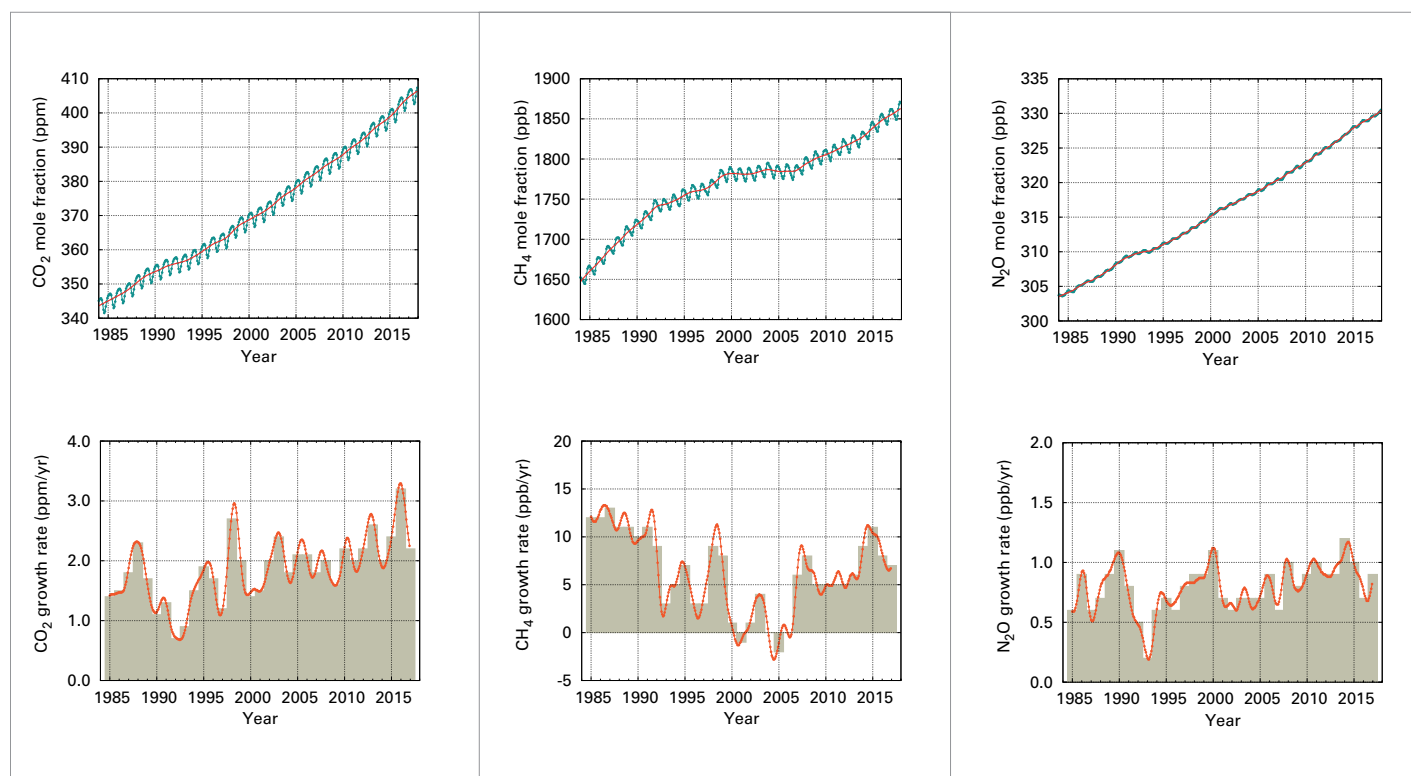 410
400
390
380
370
360
350
340
CO₂ mole fraction (ppm)
1985 1990 1995 2000 2005 2010 2015
Year
1900
1850
1800
1750
1700
1650
1600
CH₄ mole fraction (ppb)
1985 1990 1995 2000 2005 2010 2015
Year
335
330
325
320
315
310
305
300
N₂O mole fraction (ppb)
1985 1990 1995 2000 2005 2010 2015
Year
4.0
3.0
2.0
1.0
0.0
CO₂ growth rate (ppm/yr)
1985 1990 1995 2000 2005 2010 2015
Year
20
15
10
5
0
-5
CH₄ growth rate (ppb/yr)
1985 1990 1995 2000 2005 2010 2015
Year
2.0
1.5
1.0
0.5
0.0
N₂O growth rate (ppb/yr)
1985 1990 1995 2000 2005 2010 2015
Year